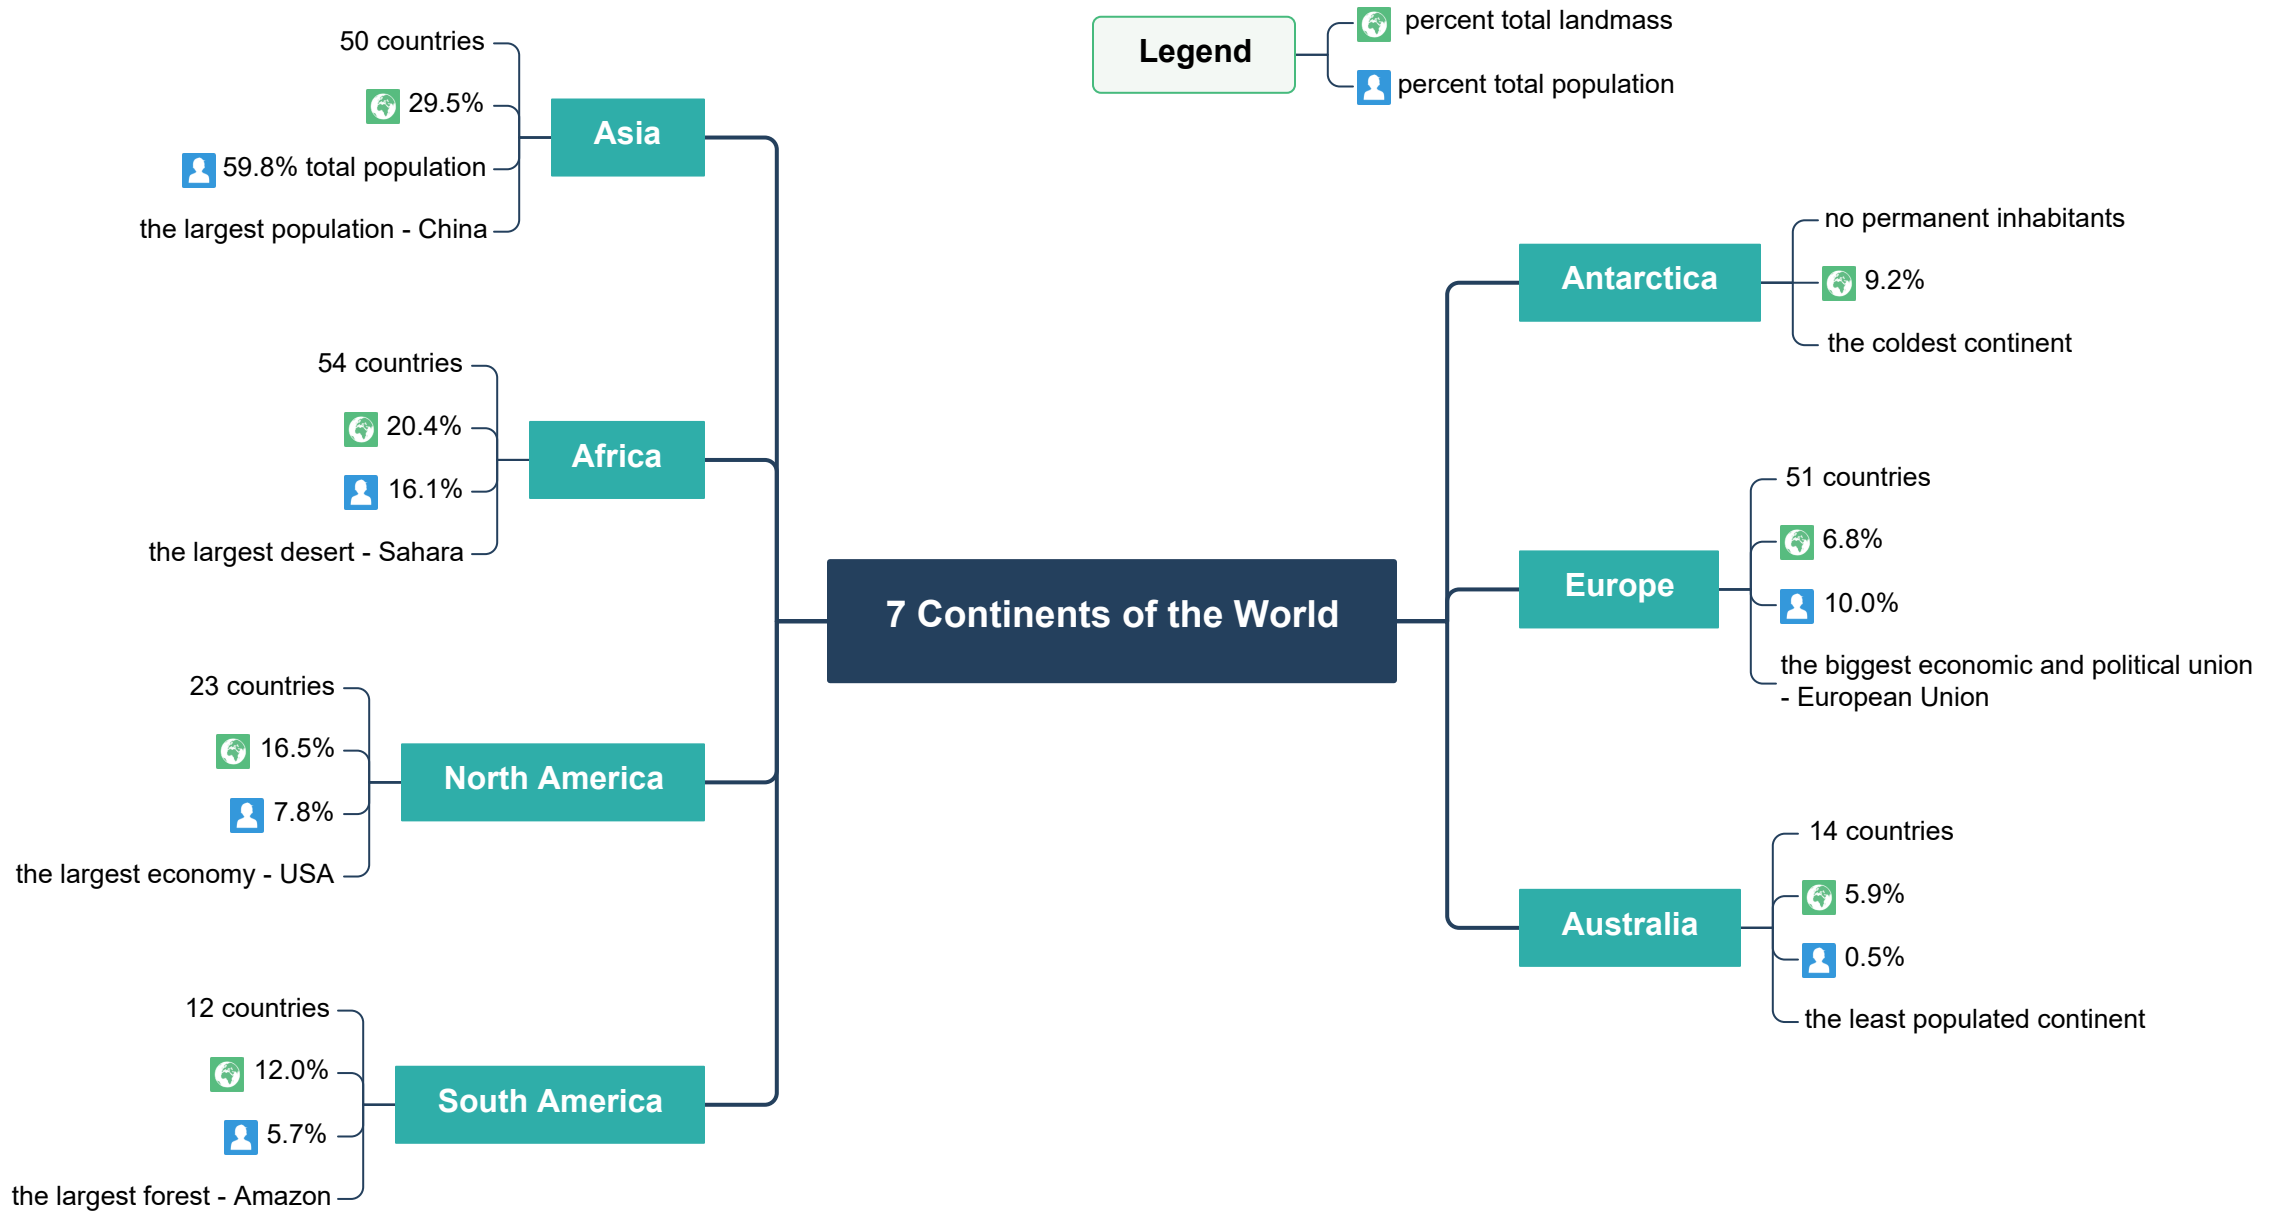 Legend
percent total landmass
percent total population
50 countries
29.5%
59.8% total population
the largest population - China
Asia
54 countries
20.4%
16.1%
the largest desert - Sahara
Africa
23 countries
16.5%
7.8%
the largest economy - USA
North America
12 countries
12.0%
5.7%
the largest forest - Amazon
South America
7 Continents of the World
Antarctica
no permanent inhabitants
9.2%
the coldest continent
Europe
51 countries
6.8%
10.0%
the biggest economic and political union
- European Union
Australia
14 countries
5.9%
0.5%
the least populated continent